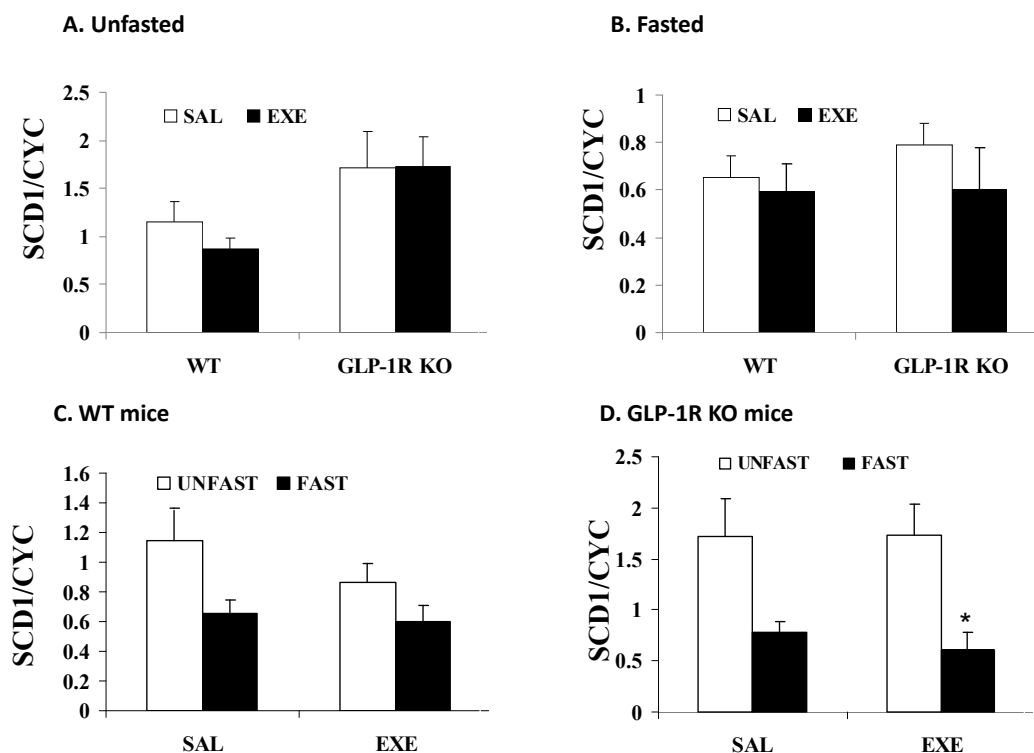 A. Unfasted
SCD1/CYC
2.5
2
1.5
1
0.5
0
SAL EXE
WT GLP-1R KO
B. Fasted
SCD1/CYC
1
0.8
0.6
0.4
0.2
0
SAL EXE
WT GLP-1R KO
C. WT mice
SCD1/CYC
1.6
1.4
1.2
1
0.8
0.6
0.4
0.2
0
UNFAST FAST
SAL EXE
D. GLP-1R KO mice
SCD1/CYC
2.5
2
1.5
1
0.5
0
UNFAST FAST
*
SAL EXE